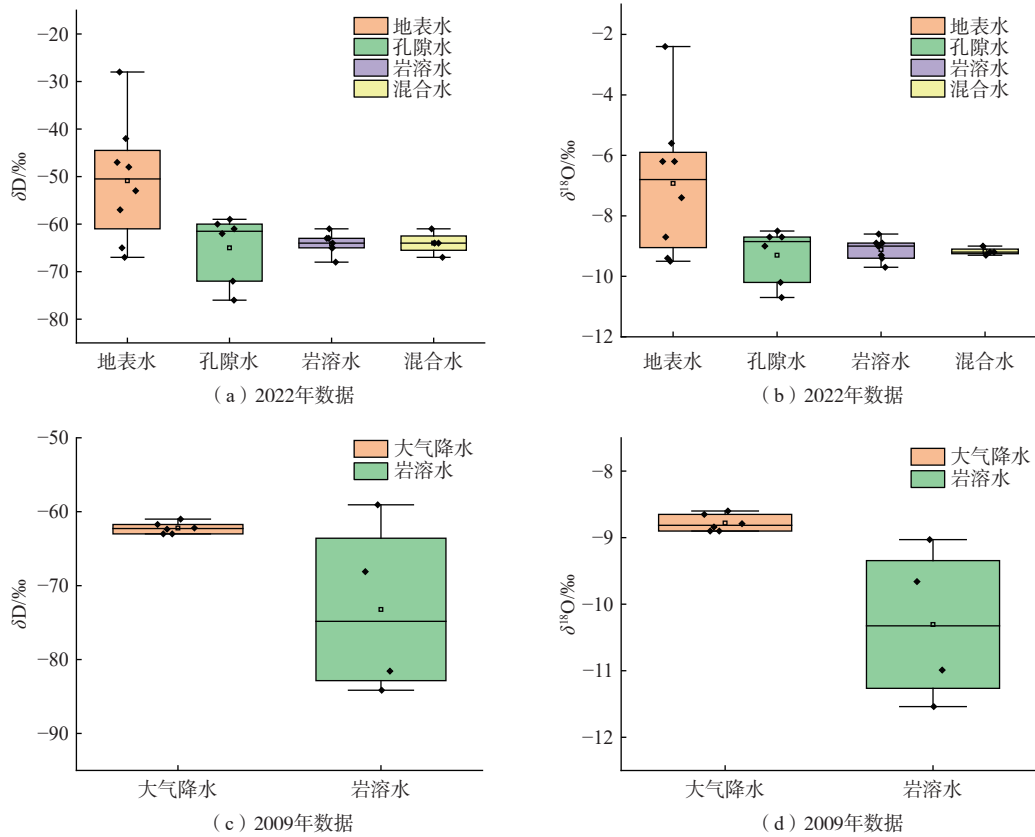 地表水
孔隙水
岩溶水
混合水
−20
−30
−40
−50
−60
−70
−80
δD/‰
地表水 孔隙水 岩溶水 混合水
（a）2022年数据
地表水
孔隙水
岩溶水
混合水
−2
−4
−6
−8
−10
−12
δ¹⁸O/‰
地表水 孔隙水 岩溶水 混合水
（b）2022年数据
大气降水
岩溶水
−50
−60
−70
−80
−90
δD/‰
大气降水 岩溶水
（c）2009年数据
大气降水
岩溶水
−8
−9
−10
−11
−12
δ¹⁸O/‰
大气降水 岩溶水
（d）2009年数据